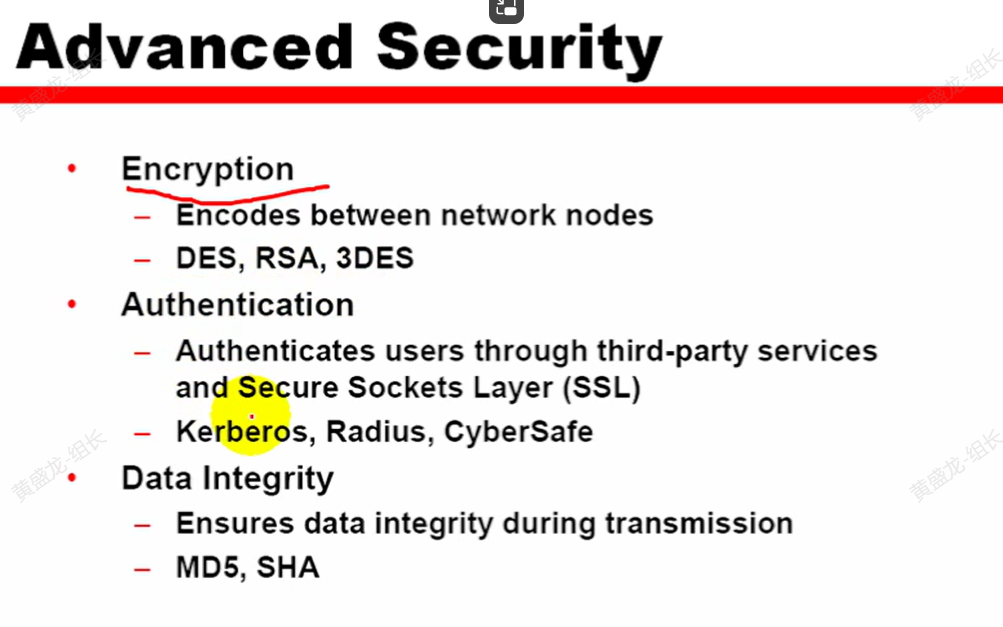 Advanced Security
• Encryption
– Encodes between network nodes
– DES, RSA, 3DES
• Authentication
– Authenticates users through third-party services
and Secure Sockets Layer (SSL)
– Kerberos, Radius, CyberSafe
• Data Integrity
– Ensures data integrity during transmission
– MD5, SHA
黄盛龙-组长
黄盛龙-组长
黄盛龙-组长
黄盛龙-组长